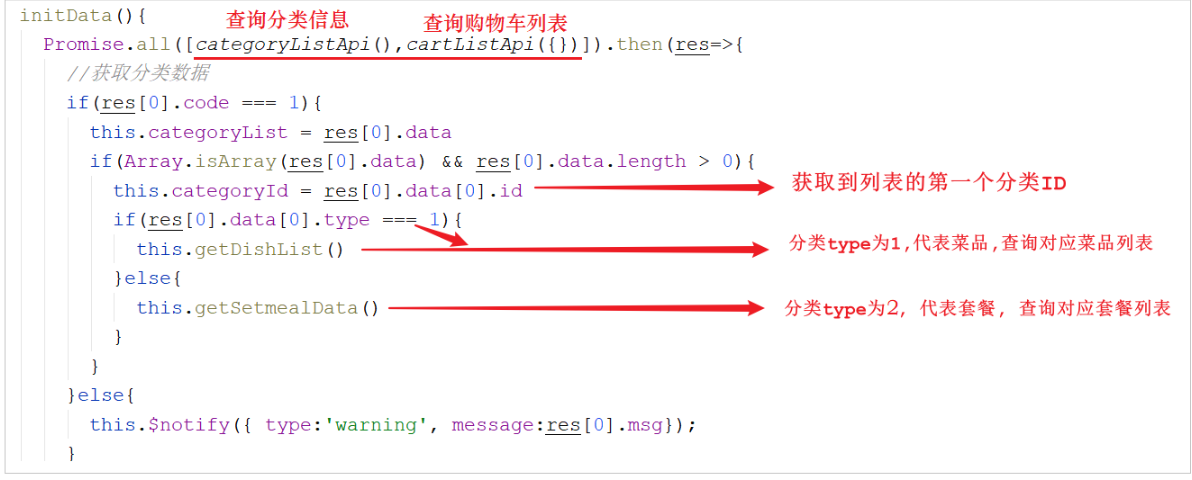 initData(){
查询分类信息 查询购物车列表
Promise.all([categoryListApi(),cartListApi({})]).then(res=>{
//获取分类数据
if(res[0].code === 1){
this.categoryList = res[0].data
if(Array.isArray(res[0].data) && res[0].data.length > 0){
this.categoryId = res[0].data[0].id 获取到列表的第一个分类ID
if(res[0].data[0].type === 1){
this.getDishList() 分类type为1,代表菜品,查询对应菜品列表
}else{
this.getSetmealData() 分类type为2, 代表套餐, 查询对应套餐列表
}
}
}else{
this.$notify({ type:'warning', message:res[0].msg});
}